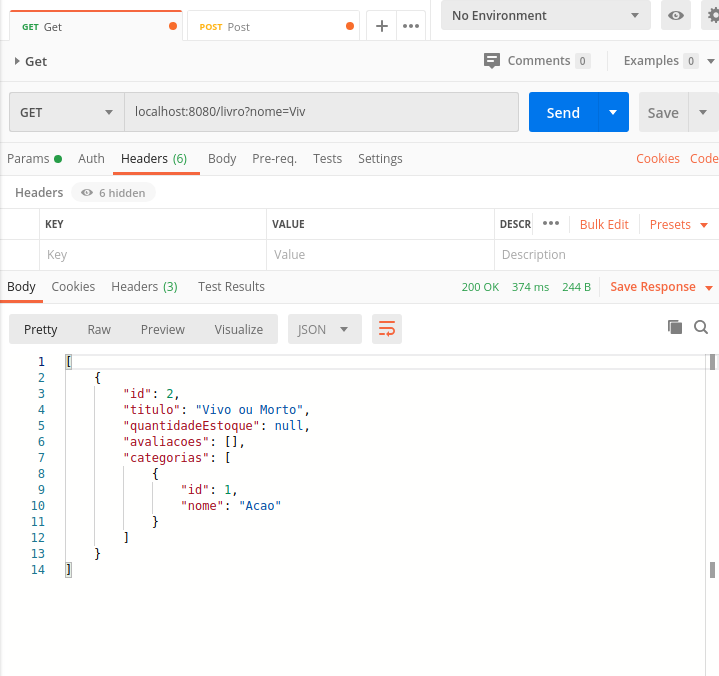 GET Get
POST Post
No Environment
Get
Comments 0
Examples 0
GET
localhost:8080/livro?nome=Viv
Send
Save
Params
Auth
Headers (6)
Body
Pre-req.
Tests
Settings
Cookies
Code
Headers
6 hidden
KEY
VALUE
DESCR
Bulk Edit
Presets
Key
Value
Description
Body
Cookies
Headers (3)
Test Results
200 OK
374 ms
244 B
Save Response
Pretty
Raw
Preview
Visualize
JSON
1 [
2 {
3 "id": 2,
4 "titulo": "Vivo ou Morto",
5 "quantidadeEstoque": null,
6 "avaliacoes": [],
7 "categorias": [
8 {
9 "id": 1,
10 "nome": "Acao"
11 }
12 ]
13 }
14 ]